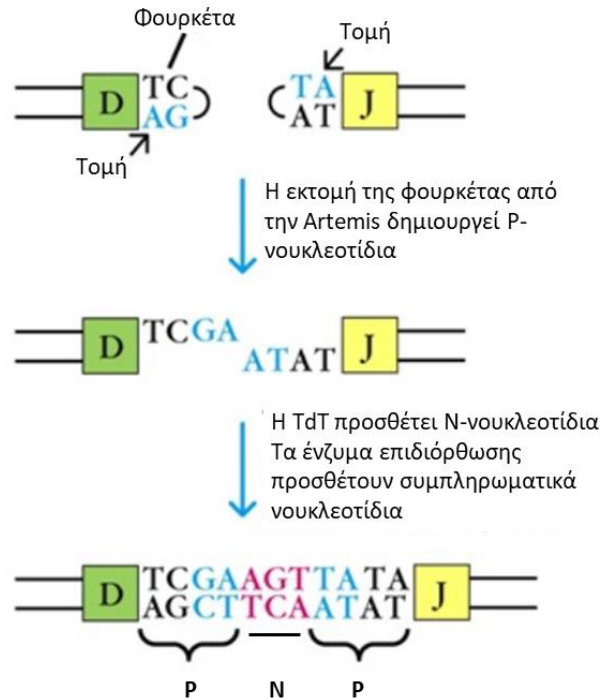 Φουρκέτα
Τομή
D TC TA J
AG AT
Τομή
Η εκτομή της φουρκέτας από
την Artemis δημιουργεί P-
νουκλεοτίδια
D TCGA
ATAT J
Η TdT προσθέτει N-νουκλεοτίδια
Τα ένζυμα επιδιόρθωσης
προσθέτουν συμπληρωματικά
νουκλεοτίδια
D TCGAAGTTATA J
AGCTTCAATAT
P N P